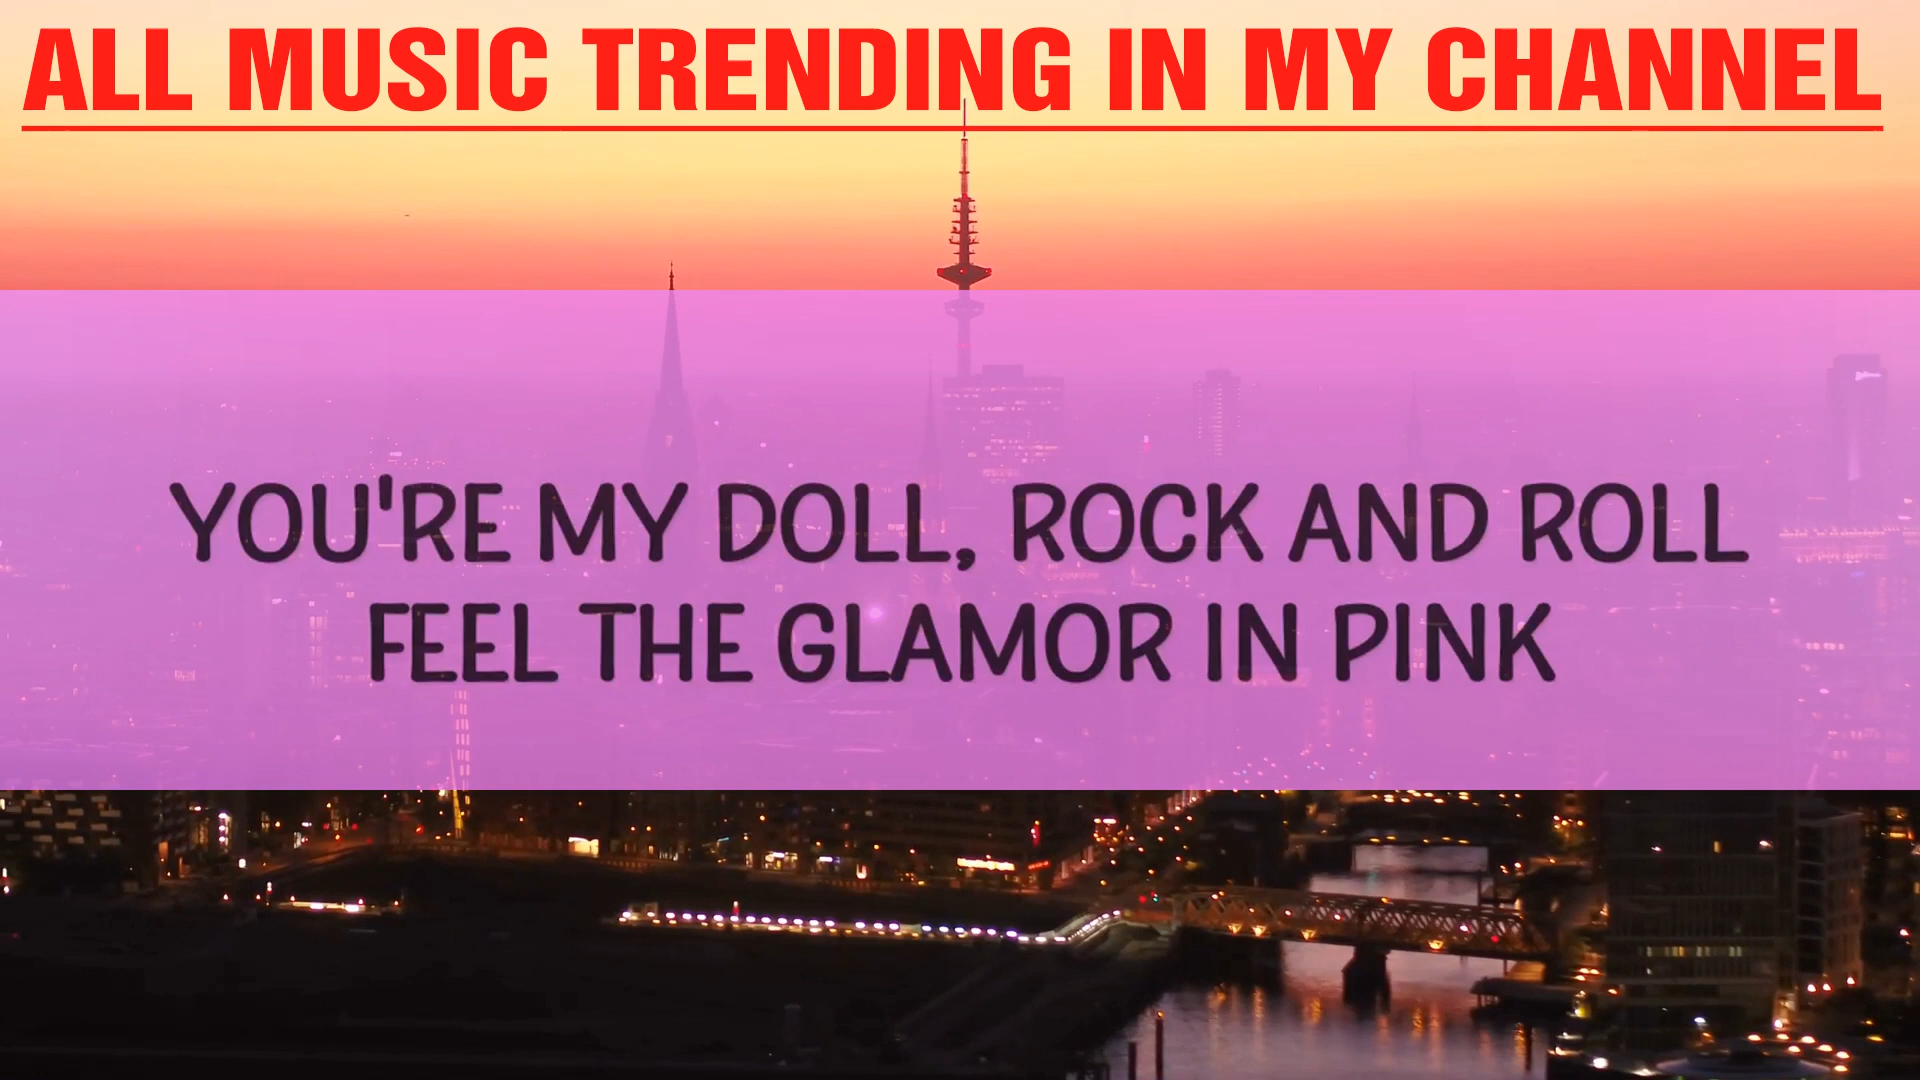 ALL MUSIC TRENDING IN MY CHANNEL
YOU'RE MY DOLL, ROCK AND ROLL
FEEL THE GLAMOR IN PINK